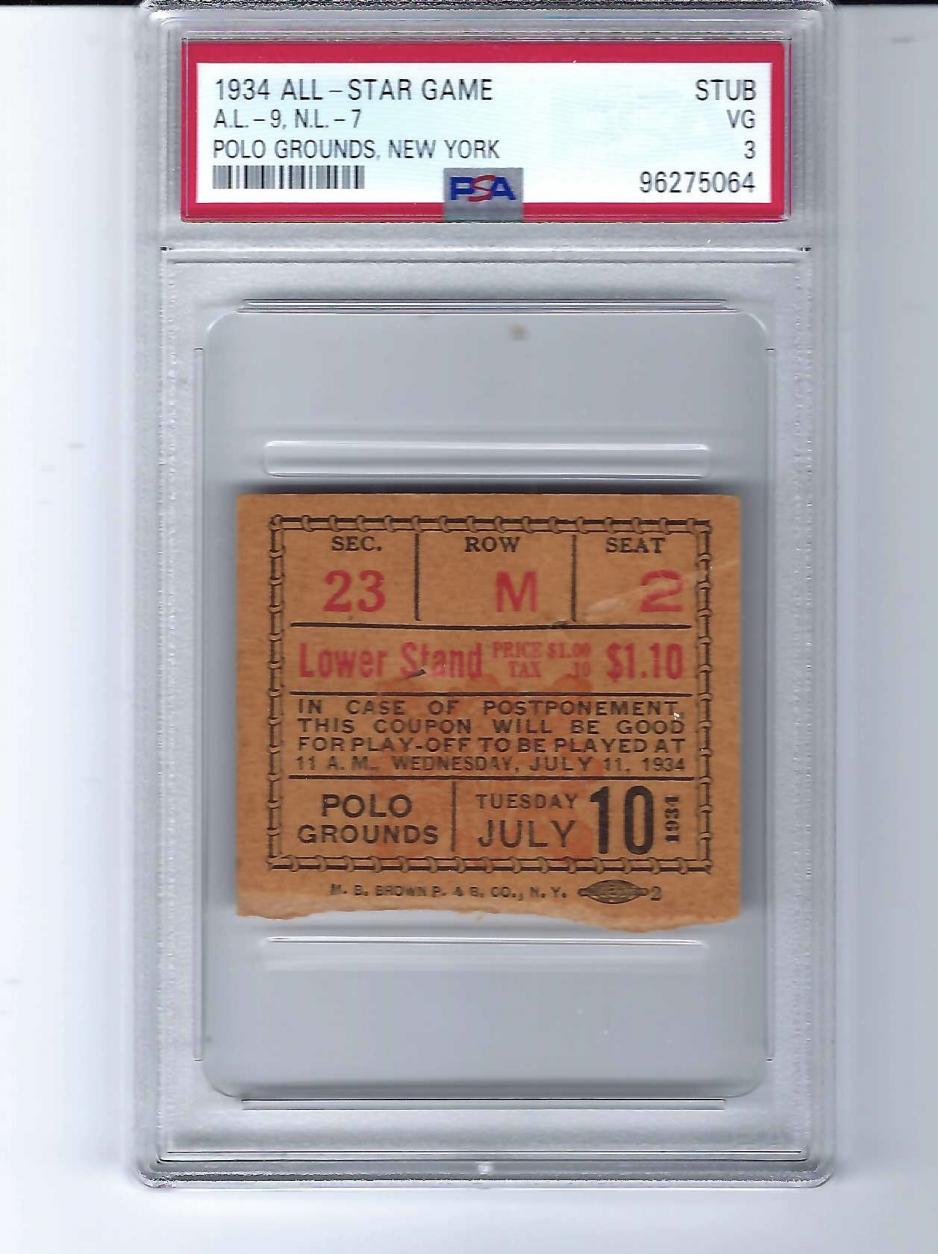 1934 ALL-STAR GAME STUB
A.L.-9, N.L.-7 VG
POLO GROUNDS, NEW YORK 3
PSA 96275064
SEC. ROW SEAT
23 M 2
Lower Stand PRICE $1.00 TAX 10 $1.10
IN CASE OF POSTPONEMENT,
THIS COUPON WILL BE GOOD
FOR PLAY-OFF TO BE PLAYED AT
11 A. M. WEDNESDAY, JULY 11, 1934
POLO GROUNDS TUESDAY JULY 10 1934
M. B. BROWN P. & B. CO., N. Y. 2